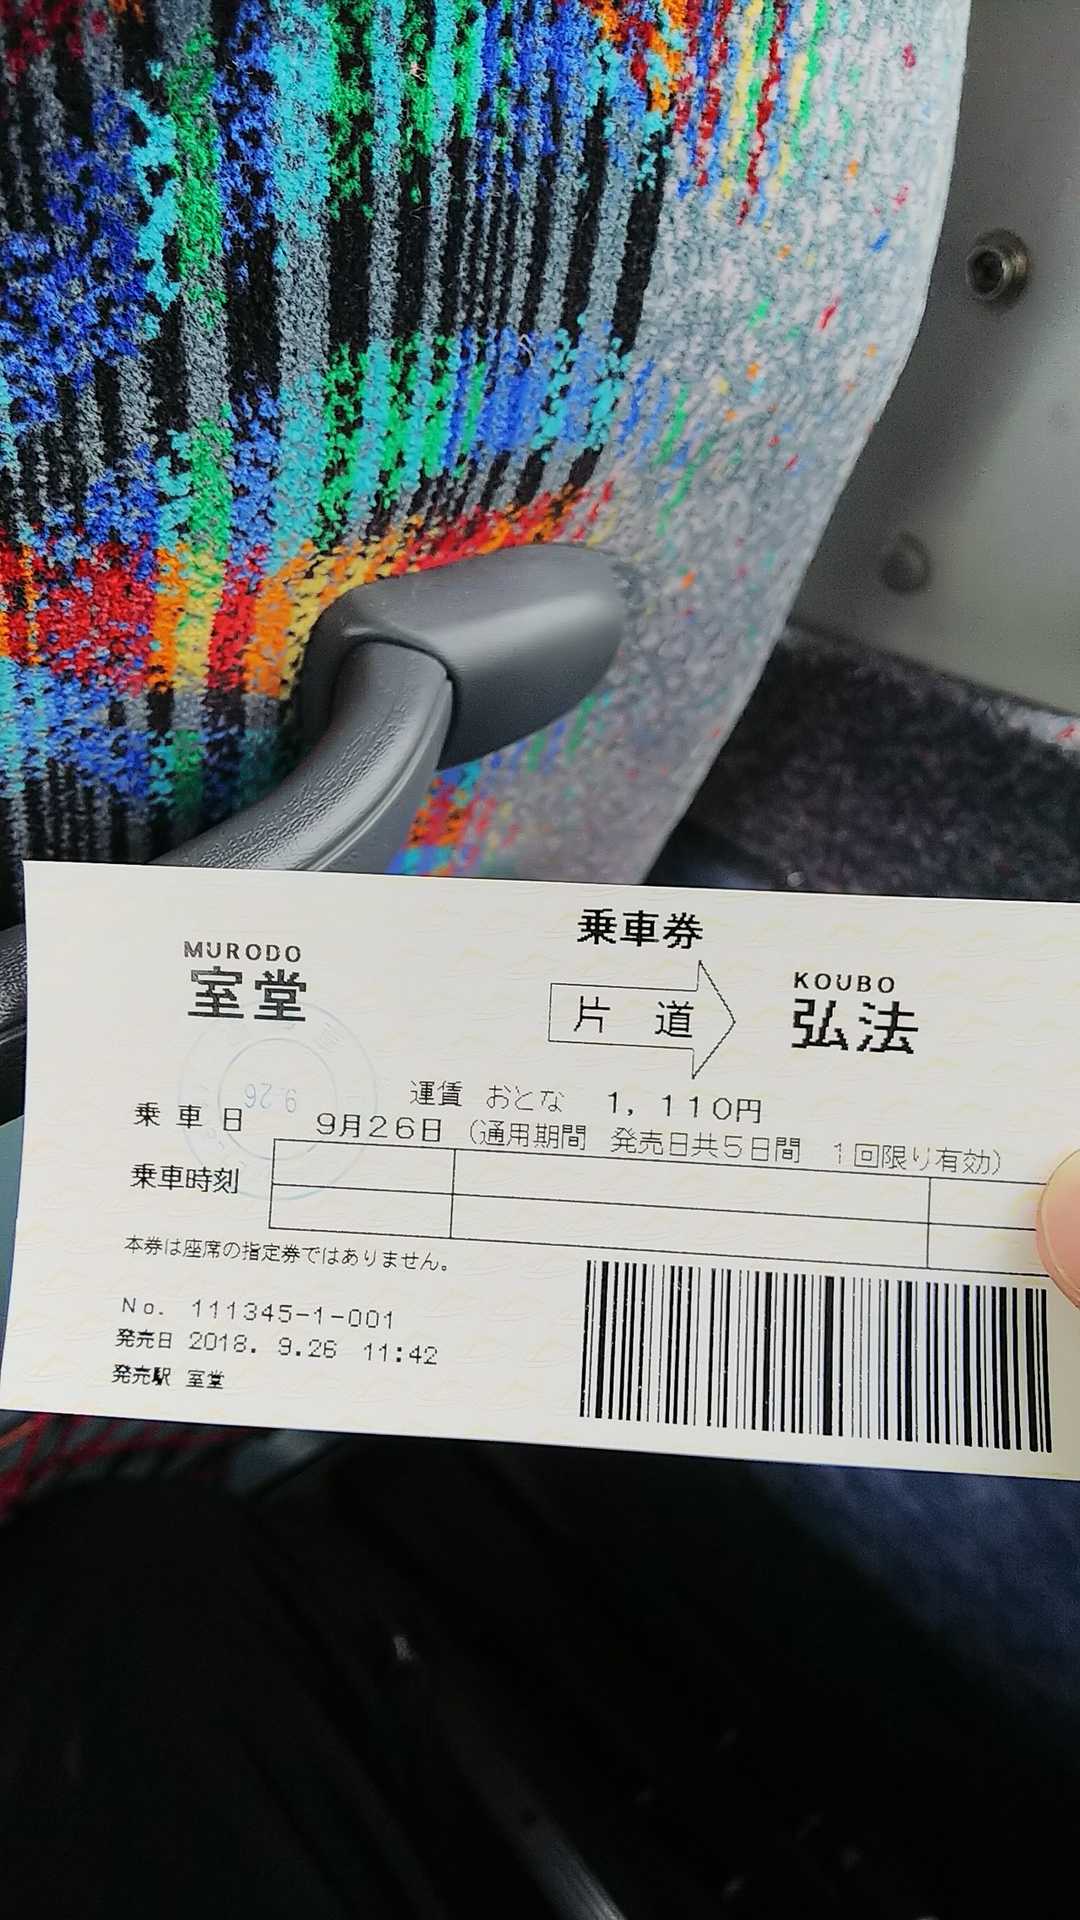 乗車券
MURODO
室堂
片道
KOUBO
弘法
運賃 おとな 1,110円
乗車日 9月26日 (通用期間 発売日共5日間 1回限り有効)
乗車時刻
本券は座席の指定券ではありません。
No. 111345-1-001
発売日 2018. 9.26 11:42
発売駅 室堂
9.26